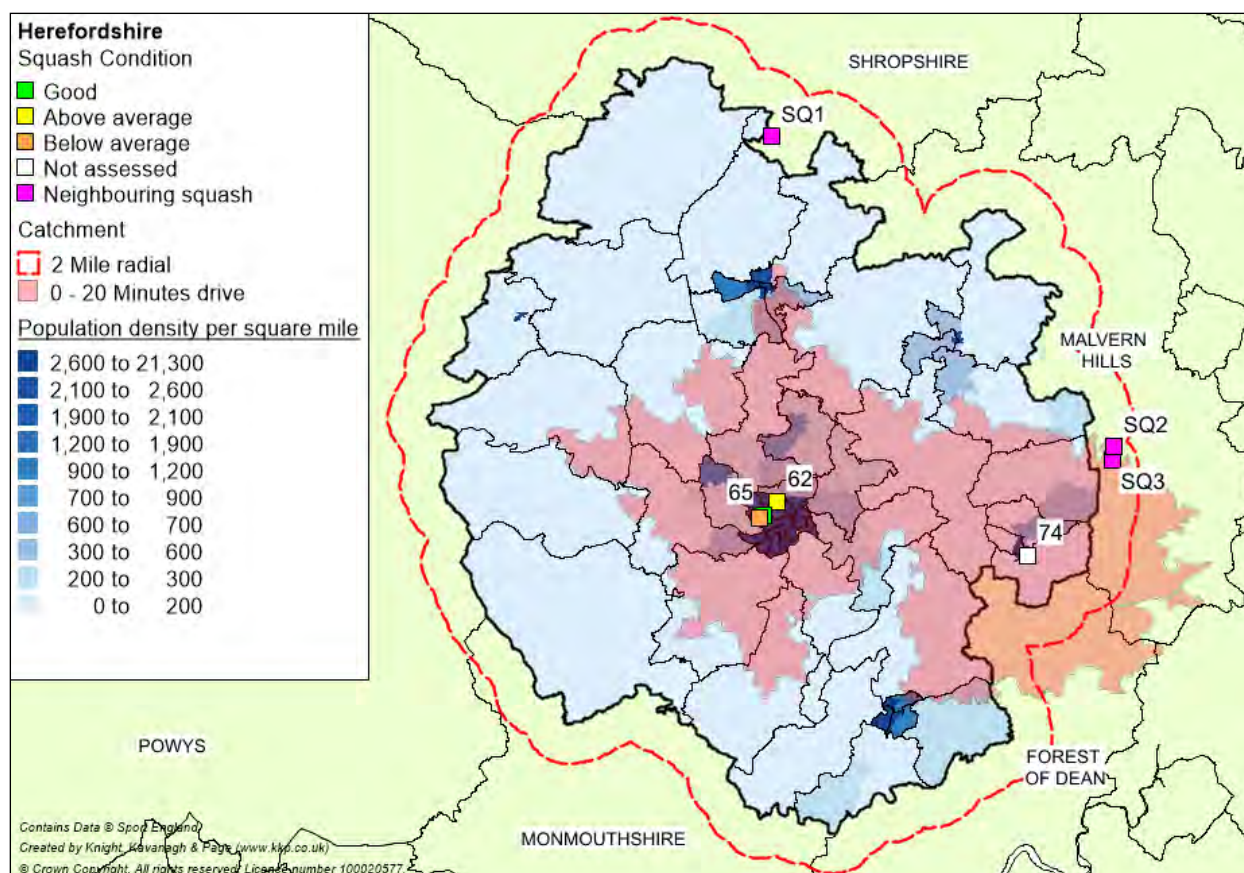 Herefordshire
Squash Condition
Good
Above average
Below average
Not assessed
Neighbouring squash
Catchment
2 Mile radial
0 - 20 Minutes drive
Population density per square mile
2,600 to 21,300
2,100 to 2,600
1,900 to 2,100
1,200 to 1,900
900 to 1,200
700 to 900
600 to 700
300 to 600
200 to 300
0 to 200
SHROPSHIRE
SQ1
MALVERN
HILLS
SQ2
SQ3
62
65
74
POWYS
FOREST
OF DEAN
MONMOUTHSHIRE
Contains Data © Sport England
Created by Knight, Kavanagh & Page (www.kkp.co.uk)
© Crown Copyright. All rights reserved. Licence number 100020577.